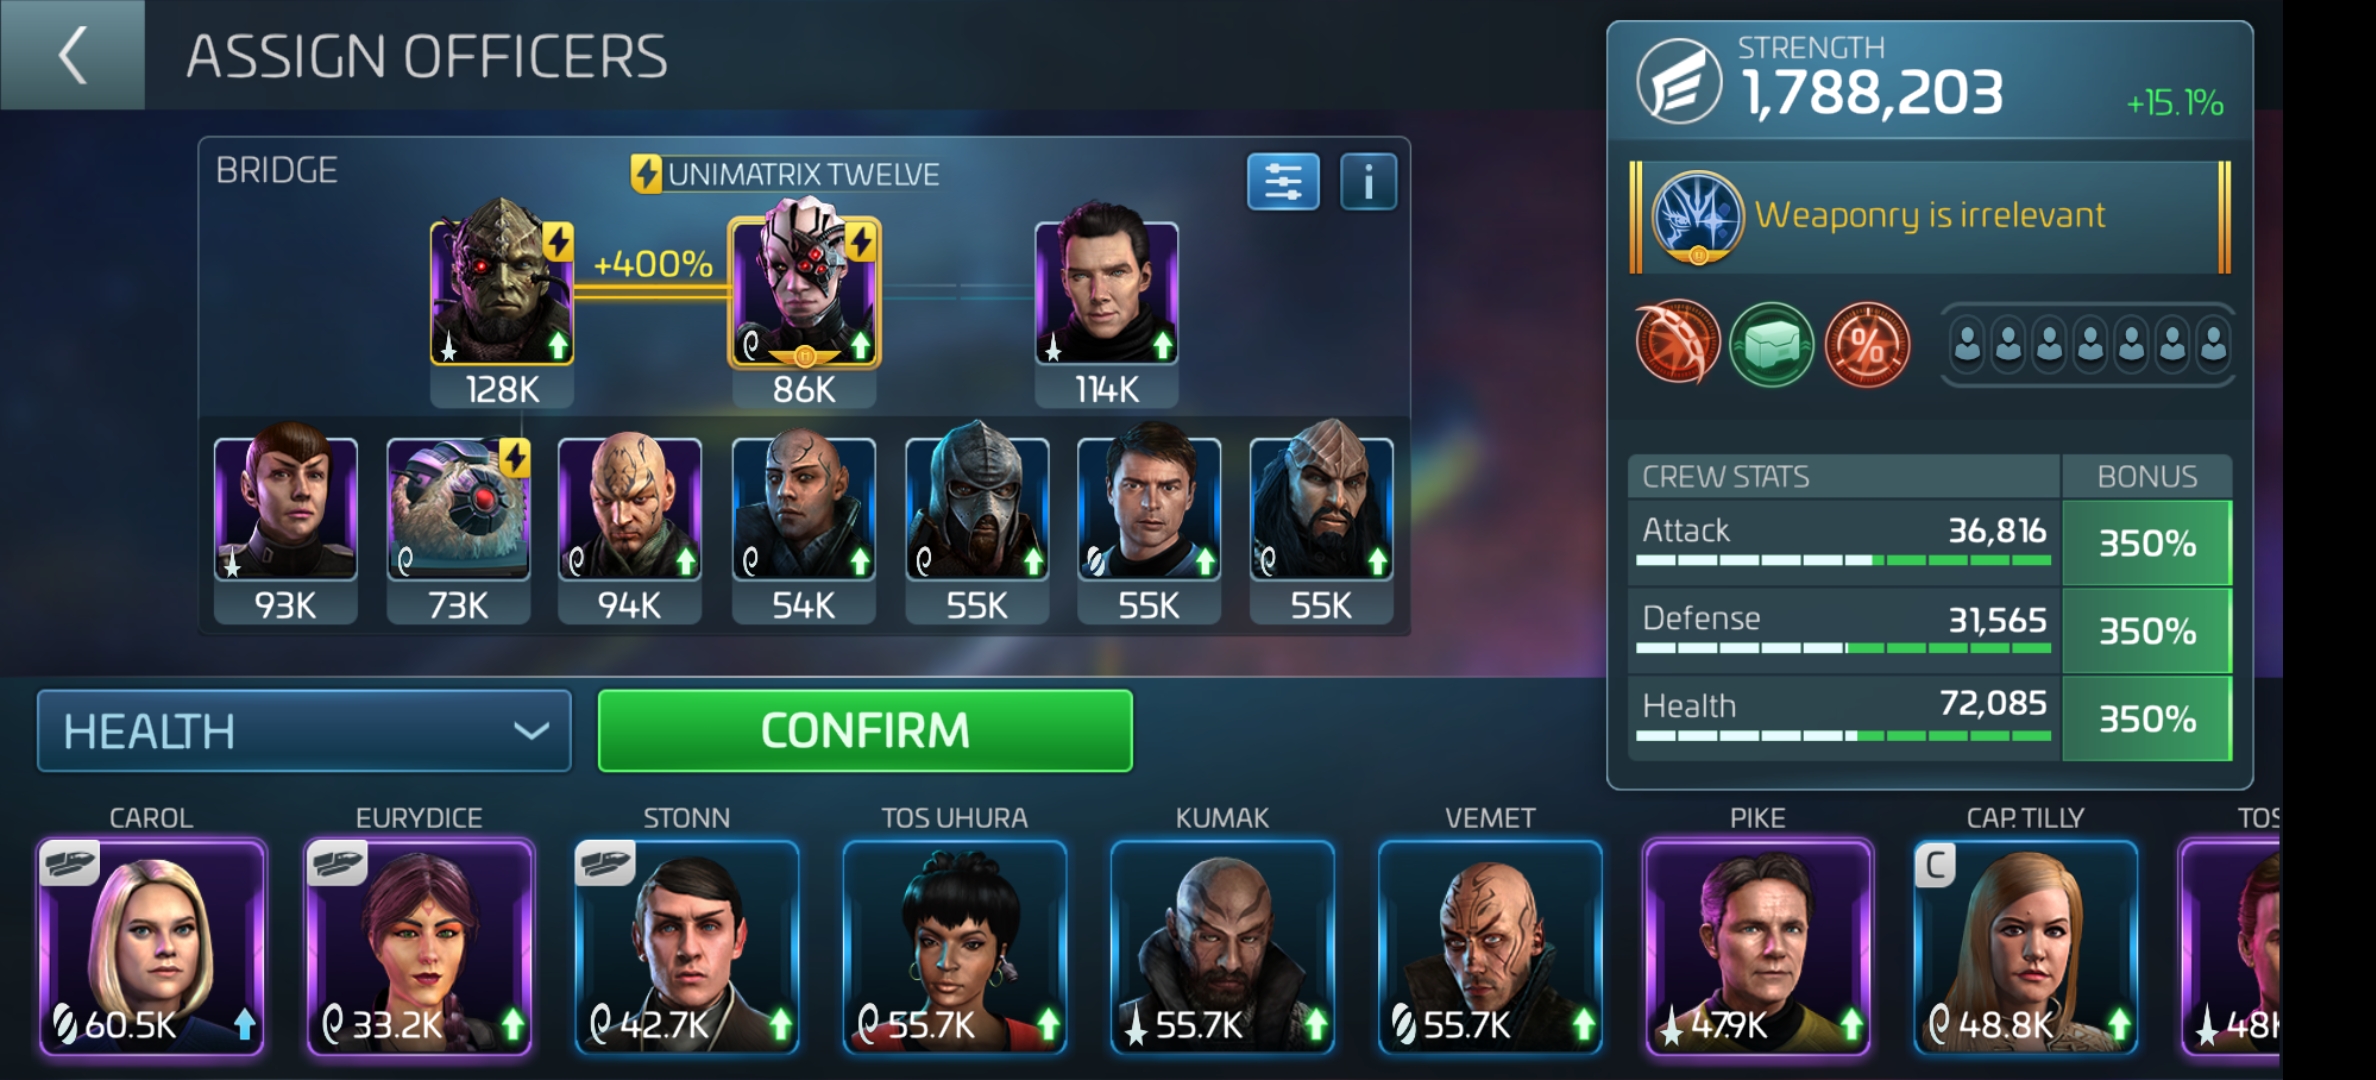 ASSIGN OFFICERS
STRENGTH
1,788,203
+15.1%
BRIDGE
UNIMATRIX TWELVE
i
+400%
Weaponry is irrelevant
%
128K
86K
114K
93K
73K
94K
54K
55K
55K
55K
CREW STATS
BONUS
Attack
36,816
350%
Defense
31,565
350%
Health
72,085
350%
HEALTH
CONFIRM
CAROL
EURYDICE
STONN
TOS UHURA
KUMAK
VEMET
PIKE
CAP. TILLY
TOS
C
60.5K
33.2K
42.7K
55.7K
55.7K
55.7K
47.9K
48.8K
48K